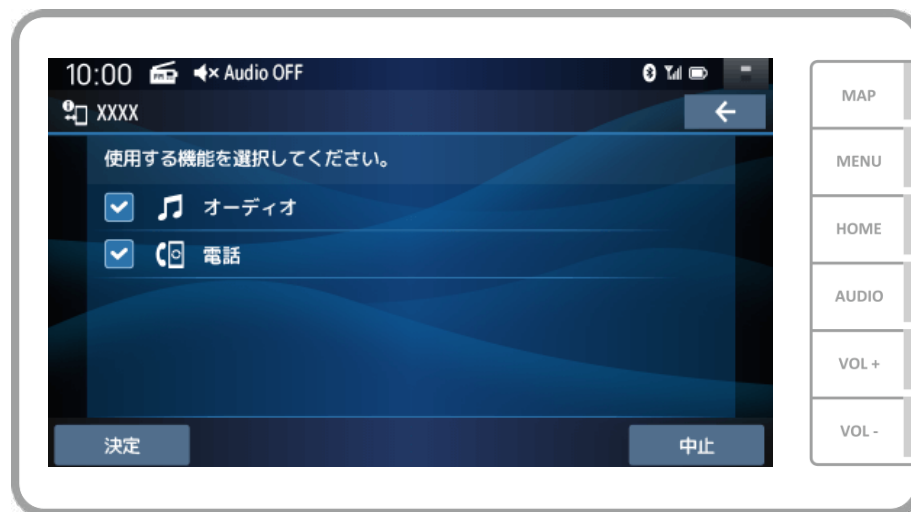 10:00 Audio OFF
XXXX
使用する機能を選択してください。
オーディオ
電話
決定 中止
MAP
MENU
HOME
AUDIO
VOL +
VOL -